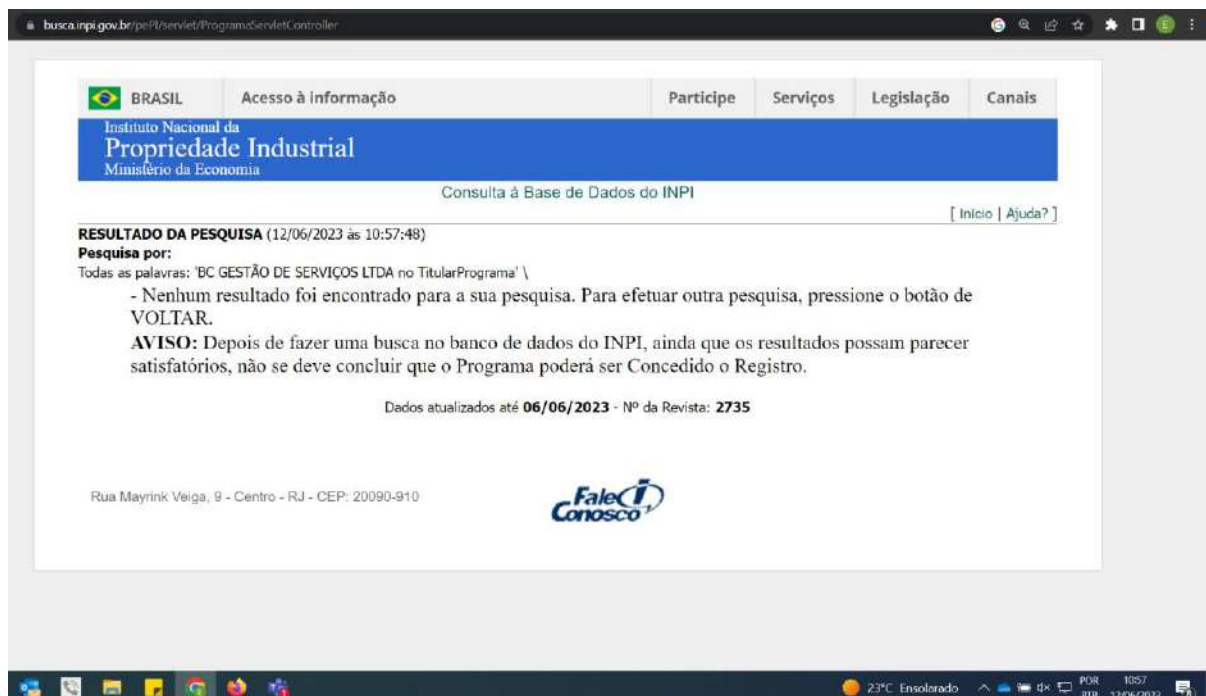 busca.inpi.gov.br/pePI/servlet/ProgramaServletController
BRASIL Acesso à informação Participe Serviços Legislação Canais
Instituto Nacional da
Propriedade Industrial
Ministério da Economia
Consulta à Base de Dados do INPI
[ Início | Ajuda? ]
RESULTADO DA PESQUISA (12/06/2023 às 10:57:48)
Pesquisa por:
Todas as palavras: 'BC GESTÃO DE SERVIÇOS LTDA no TitularPrograma' \
- Nenhum resultado foi encontrado para a sua pesquisa. Para efetuar outra pesquisa, pressione o botão de
VOLTAR.
AVISO: Depois de fazer uma busca no banco de dados do INPI, ainda que os resultados possam parecer
satisfatórios, não se deve concluir que o Programa poderá ser Concedido o Registro.
Dados atualizados até 06/06/2023 - Nº da Revista: 2735
Rua Mayrink Veiga, 9 - Centro - RJ - CEP: 20090-910
Fale
Conosco
23°C Ensolarado POR 10:57
PTB 12/06/2023